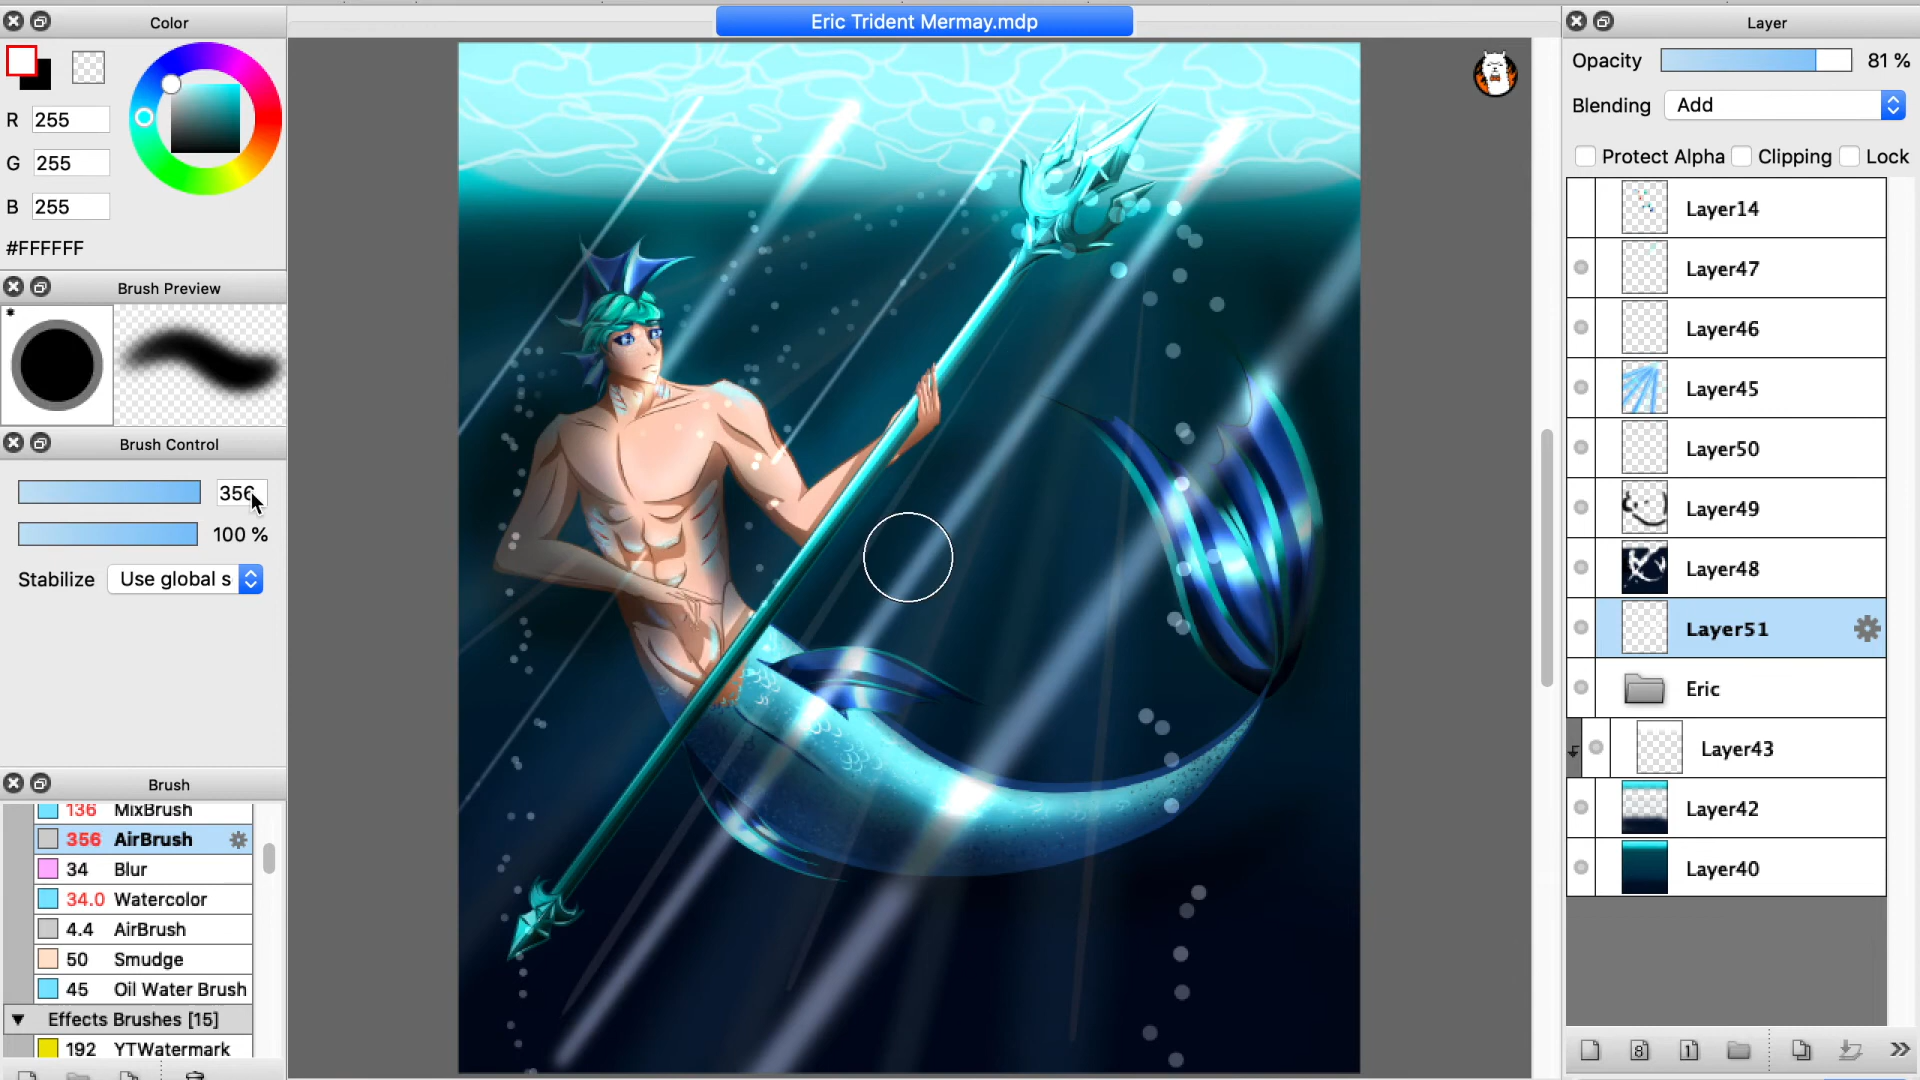 Color
Eric Trident Mermay.mdp
Layer
R 255
G 255
B 255
#FFFFFF
Brush Preview
*
Brush Control
356
100 %
Stabilize Use global s
Brush
136 MixBrush
356 AirBrush
34 Blur
34.0 Watercolor
4.4 AirBrush
50 Smudge
45 Oil Water Brush
Effects Brushes [15]
192 YTWatermark
Opacity 81 %
Blending Add
Protect Alpha Clipping Lock
Layer14
Layer47
Layer46
Layer45
Layer50
Layer49
Layer48
Layer51
Eric
Layer43
Layer42
Layer40
8
1